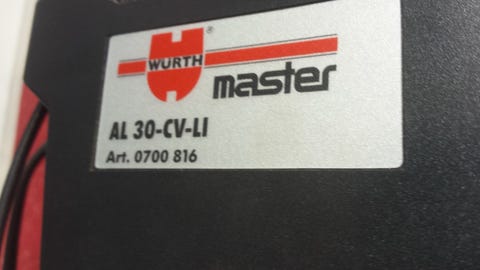 WURTH
master
AL 30-CV-LI
Art. 0700 816